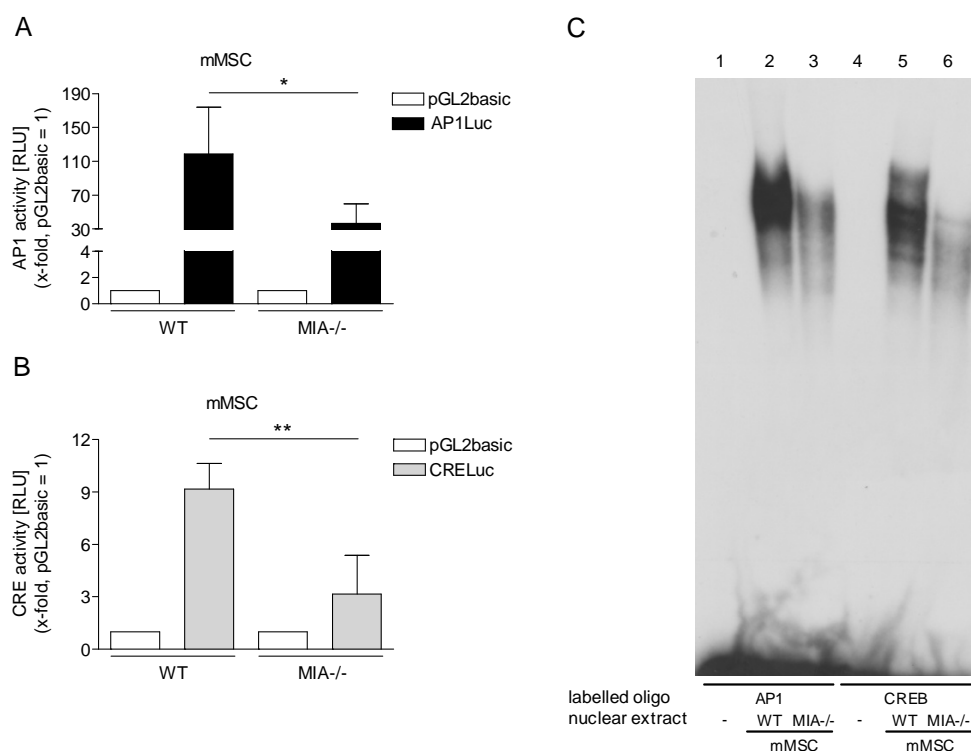 A
mMSC
*
AP1 activity [RLU]
(x-fold, pGL2basic = 1)
190
150
110
70
30
4
2
0
WT
MIA-/-
pGL2basic
AP1Luc
B
mMSC
**
CRE activity [RLU]
(x-fold, pGL2basic = 1)
12
9
6
3
0
WT
MIA-/-
pGL2basic
CRELuc
C
1 2 3 4 5 6
labelled oligo AP1 CREB
nuclear extract - WT MIA-/- - WT MIA-/-
mMSC mMSC